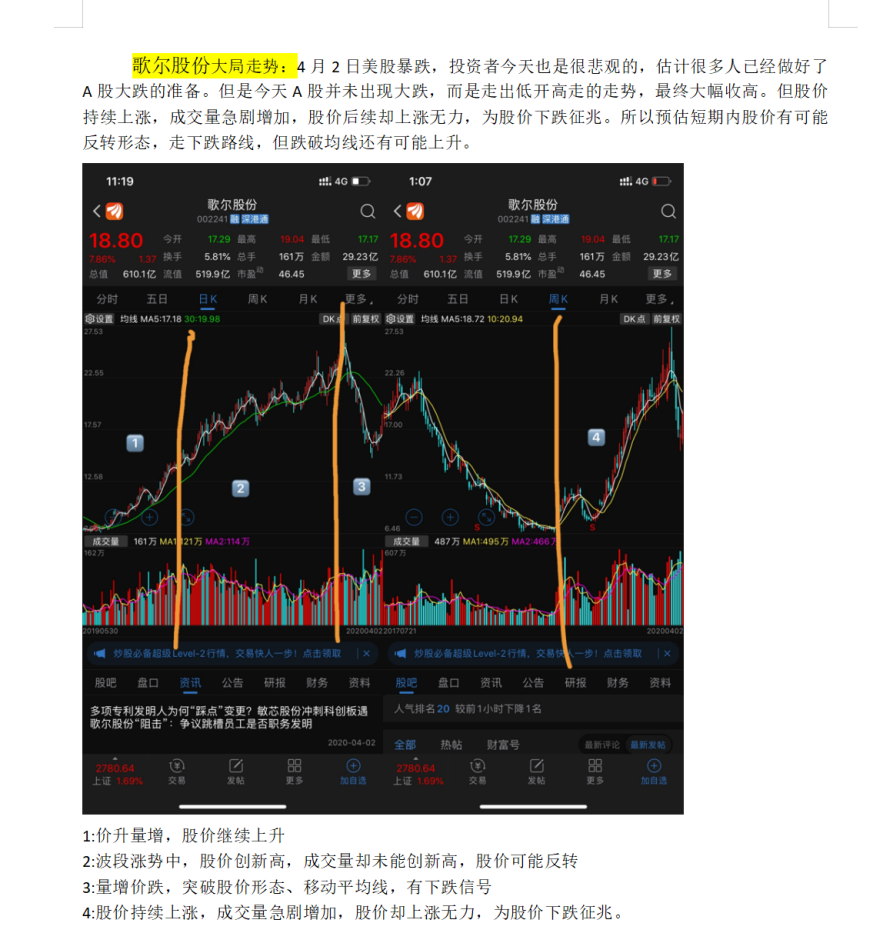 歌尔股份大局走势：4 月 2 日美股暴跌，投资者今天也是很悲观的，估计很多人已经做好了
A 股大跌的准备。但是今天 A 股并未出现大跌，而是走出低开高走的走势，最终大幅收高。但股价
持续上涨，成交量急剧增加，股价后续却上涨无力，为股价下跌征兆。所以预估短期内股价有可能
反转形态，走下跌路线，但跌破均线还有可能上升。
11:19 4G
歌尔股份
002241 融 深港通
18.80 今开 17.29 最高 19.04 最低 17.17
7.86% 1.37 换手 5.81% 总手 161万 金额 29.23亿
总值 610.1亿 流值 519.9亿 市盈动 46.45 更多
分时 五日 日K 周K 月K 更多
设置 均线 MA5:17.18 30:19.98 DK点 前复权
27.53
22.55
17.57
12.58
1
2
3
成交量 161万 MA1:121万 MA2:114万
162万
20190530 20200402
炒股必备超级Level-2行情，交易快人一步！点击领取
股吧 盘口 资讯 公告 研报 财务 资料
多项专利发明人为何“踩点”变更？敏芯股份冲刺科创板遇
歌尔股份“阻击”：争议跳槽员工是否职务发明
2020-04-02
2780.64
上证 1.69% 交易 发帖 更多 加自选
1:07 4G
歌尔股份
002241 融 深港通
18.80 今开 17.29 最高 19.04 最低 17.17
7.86% 1.37 换手 5.81% 总手 161万 金额 29.23亿
总值 610.1亿 流值 519.9亿 市盈动 46.45 更多
分时 五日 日K 周K 月K 更多
设置 均线 MA5:18.72 10:20.94 DK点 前复权
27.53
22.26
17.00
11.73
6.46
4
S
S
成交量 487万 MA1:495万 MA2:466万
607万
20170721 20200402
炒股必备超级Level-2行情，交易快人一步！点击领取
股吧 盘口 资讯 公告 研报 财务 资料
人气排名20 较前1小时下降1名
全部 热帖 财富号 最新评论 最新发帖
2780.64
上证 1.69% 交易 发帖 更多 加自选
1:价升量增，股价继续上升
2:波段涨势中，股价创新高，成交量却未能创新高，股价可能反转
3:量增价跌，突破股价形态、移动平均线，有下跌信号
4:股价持续上涨，成交量急剧增加，股价却上涨无力，为股价下跌征兆。